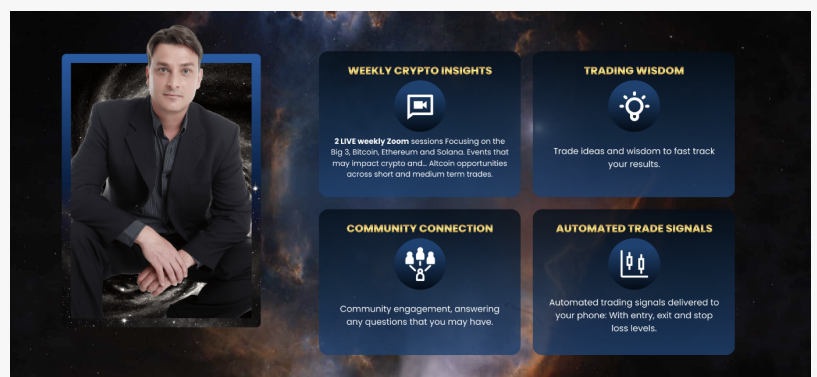 WEEKLY CRYPTO INSIGHTS
2 LIVE weekly Zoom sessions Focusing on the
Big 3, Bitcoin, Ethereum and Solana. Events that
may impact crypto and... Altcoin opportunities
across short and medium term trades.
TRADING WISDOM
Trade ideas and wisdom to fast track
your results.
COMMUNITY CONNECTION
Community engagement, answering
any questions that you may have.
AUTOMATED TRADE SIGNALS
Automated trading signals delivered to
your phone: With entry, exit and stop
loss levels.